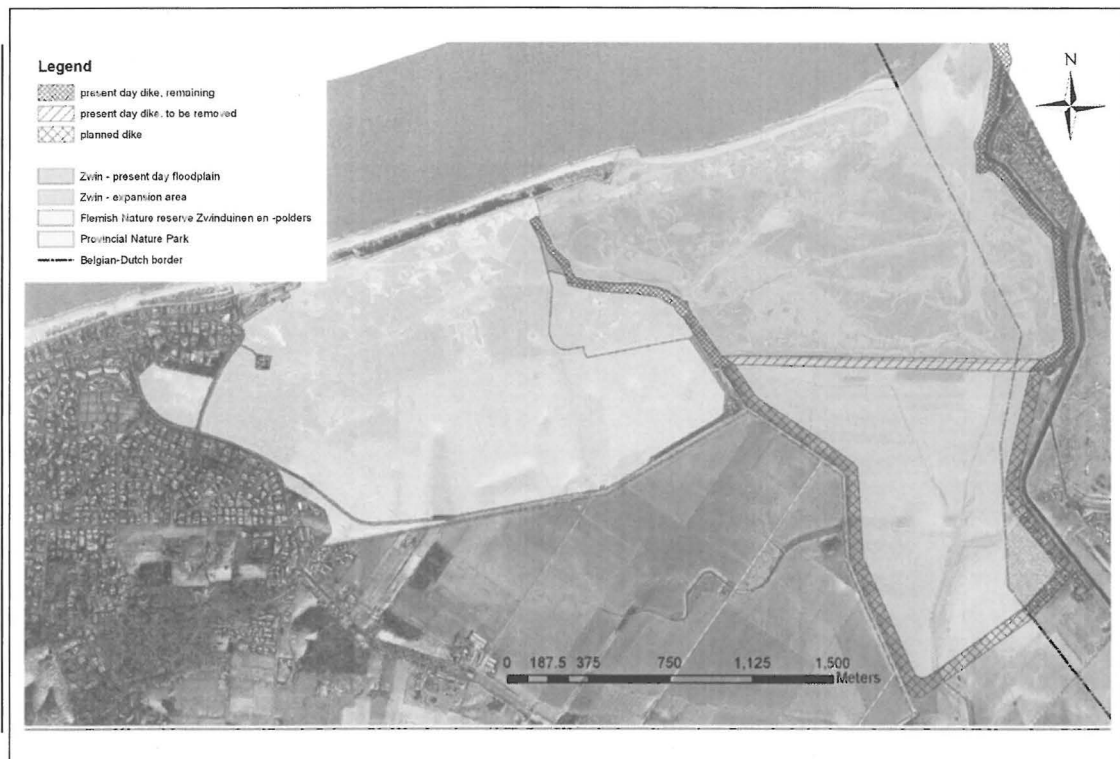 Legend
present day dike, remaining
present day dike, to be removed
planned dike
Zwin - present day floodplain
Zwin - expansion area
Flemish Nature reserve Zwinduinen en -polders
Provincial Nature Park
Belgian-Dutch border
N
0 187.5 375 750 1,125 1,500
Meters